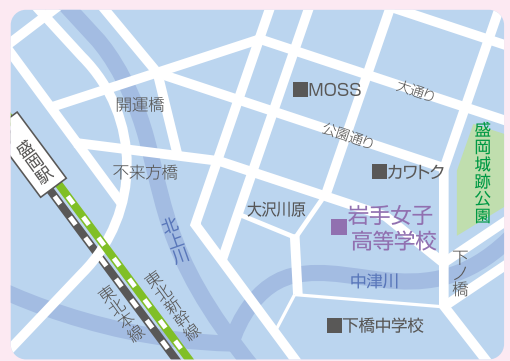 MOSS
大通り
開運橋
公園通り
盛岡城跡公園
盛岡駅
不来方橋
カワトク
大沢川原
岩手女子
高等学校
北上川
下ノ橋
中津川
東北新幹線
東北本線
下橋中学校